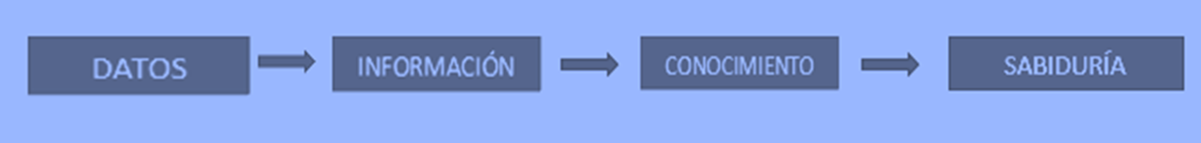 DATOS INFORMACIÓN CONOCIMIENTO SABIDURÍA